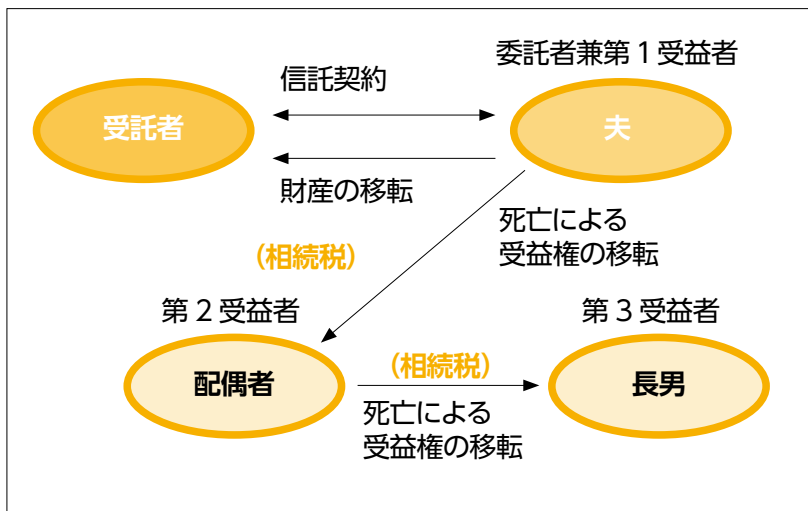 委託者兼第1受益者
信託契約
受託者
夫
財産の移転
死亡による
受益権の移転
(相続税)
第2受益者
第3受益者
配偶者
(相続税)
長男
死亡による
受益権の移転